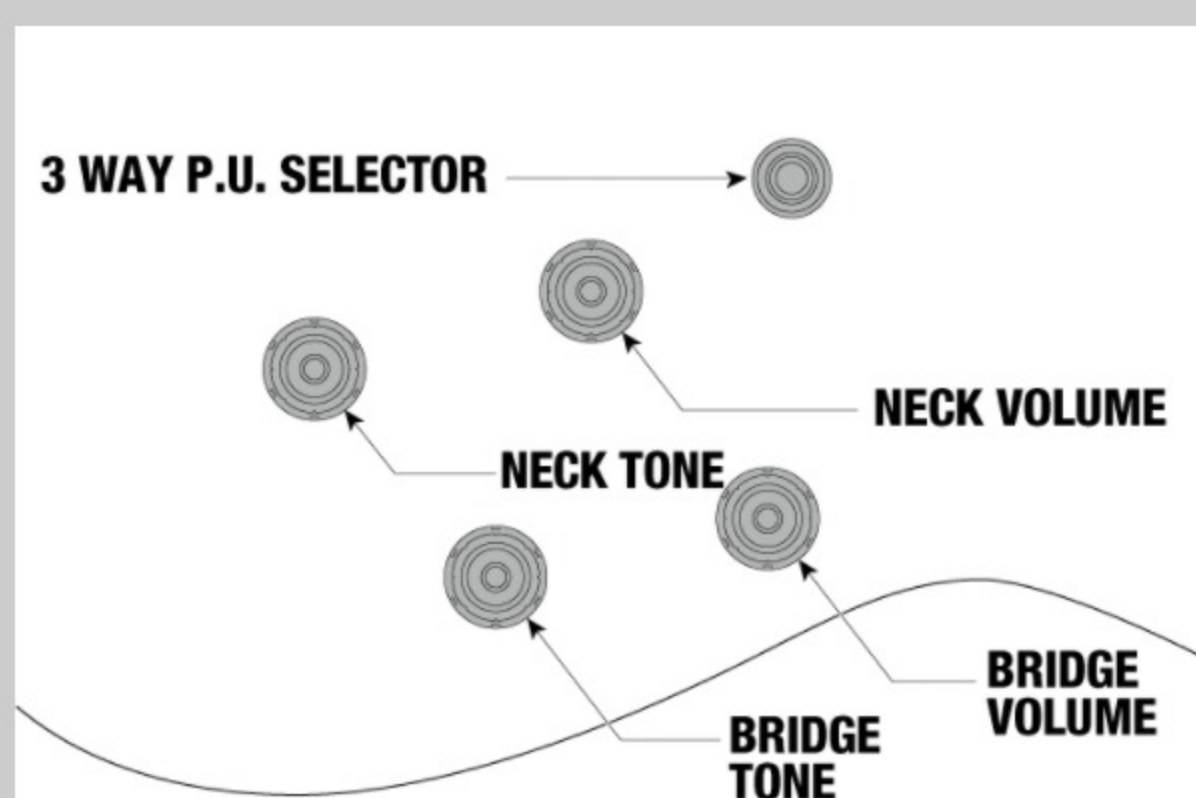 3 WAY P.U. SELECTOR
NECK VOLUME
NECK TONE
BRIDGE
VOLUME
BRIDGE
TONE